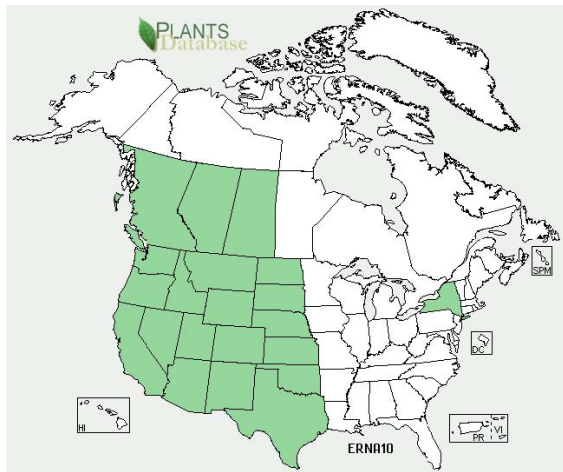 PLANTS
Database
SPM
DC
HI
PR
VI
ERNA10